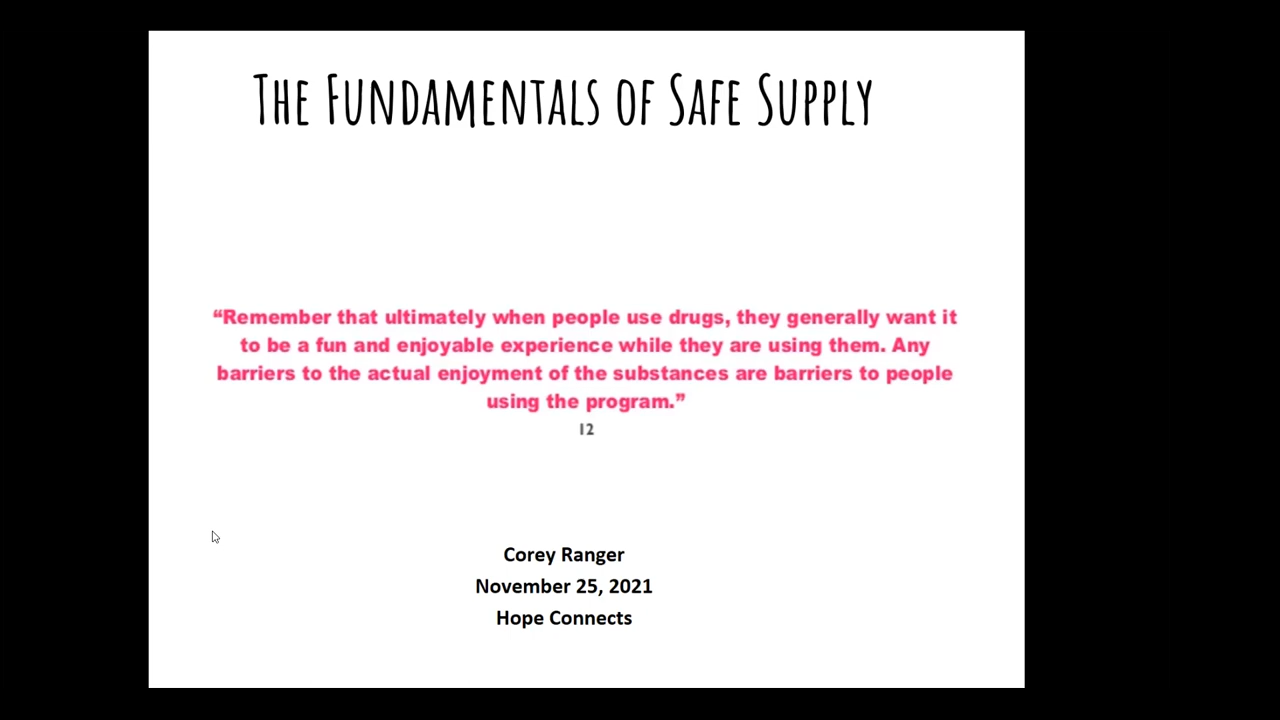 The Fundamentals of Safe Supply
“Remember that ultimately when people use drugs, they generally want it
to be a fun and enjoyable experience while they are using them. Any
barriers to the actual enjoyment of the substances are barriers to people
using the program.”
12
Corey Ranger
November 25, 2021
Hope Connects